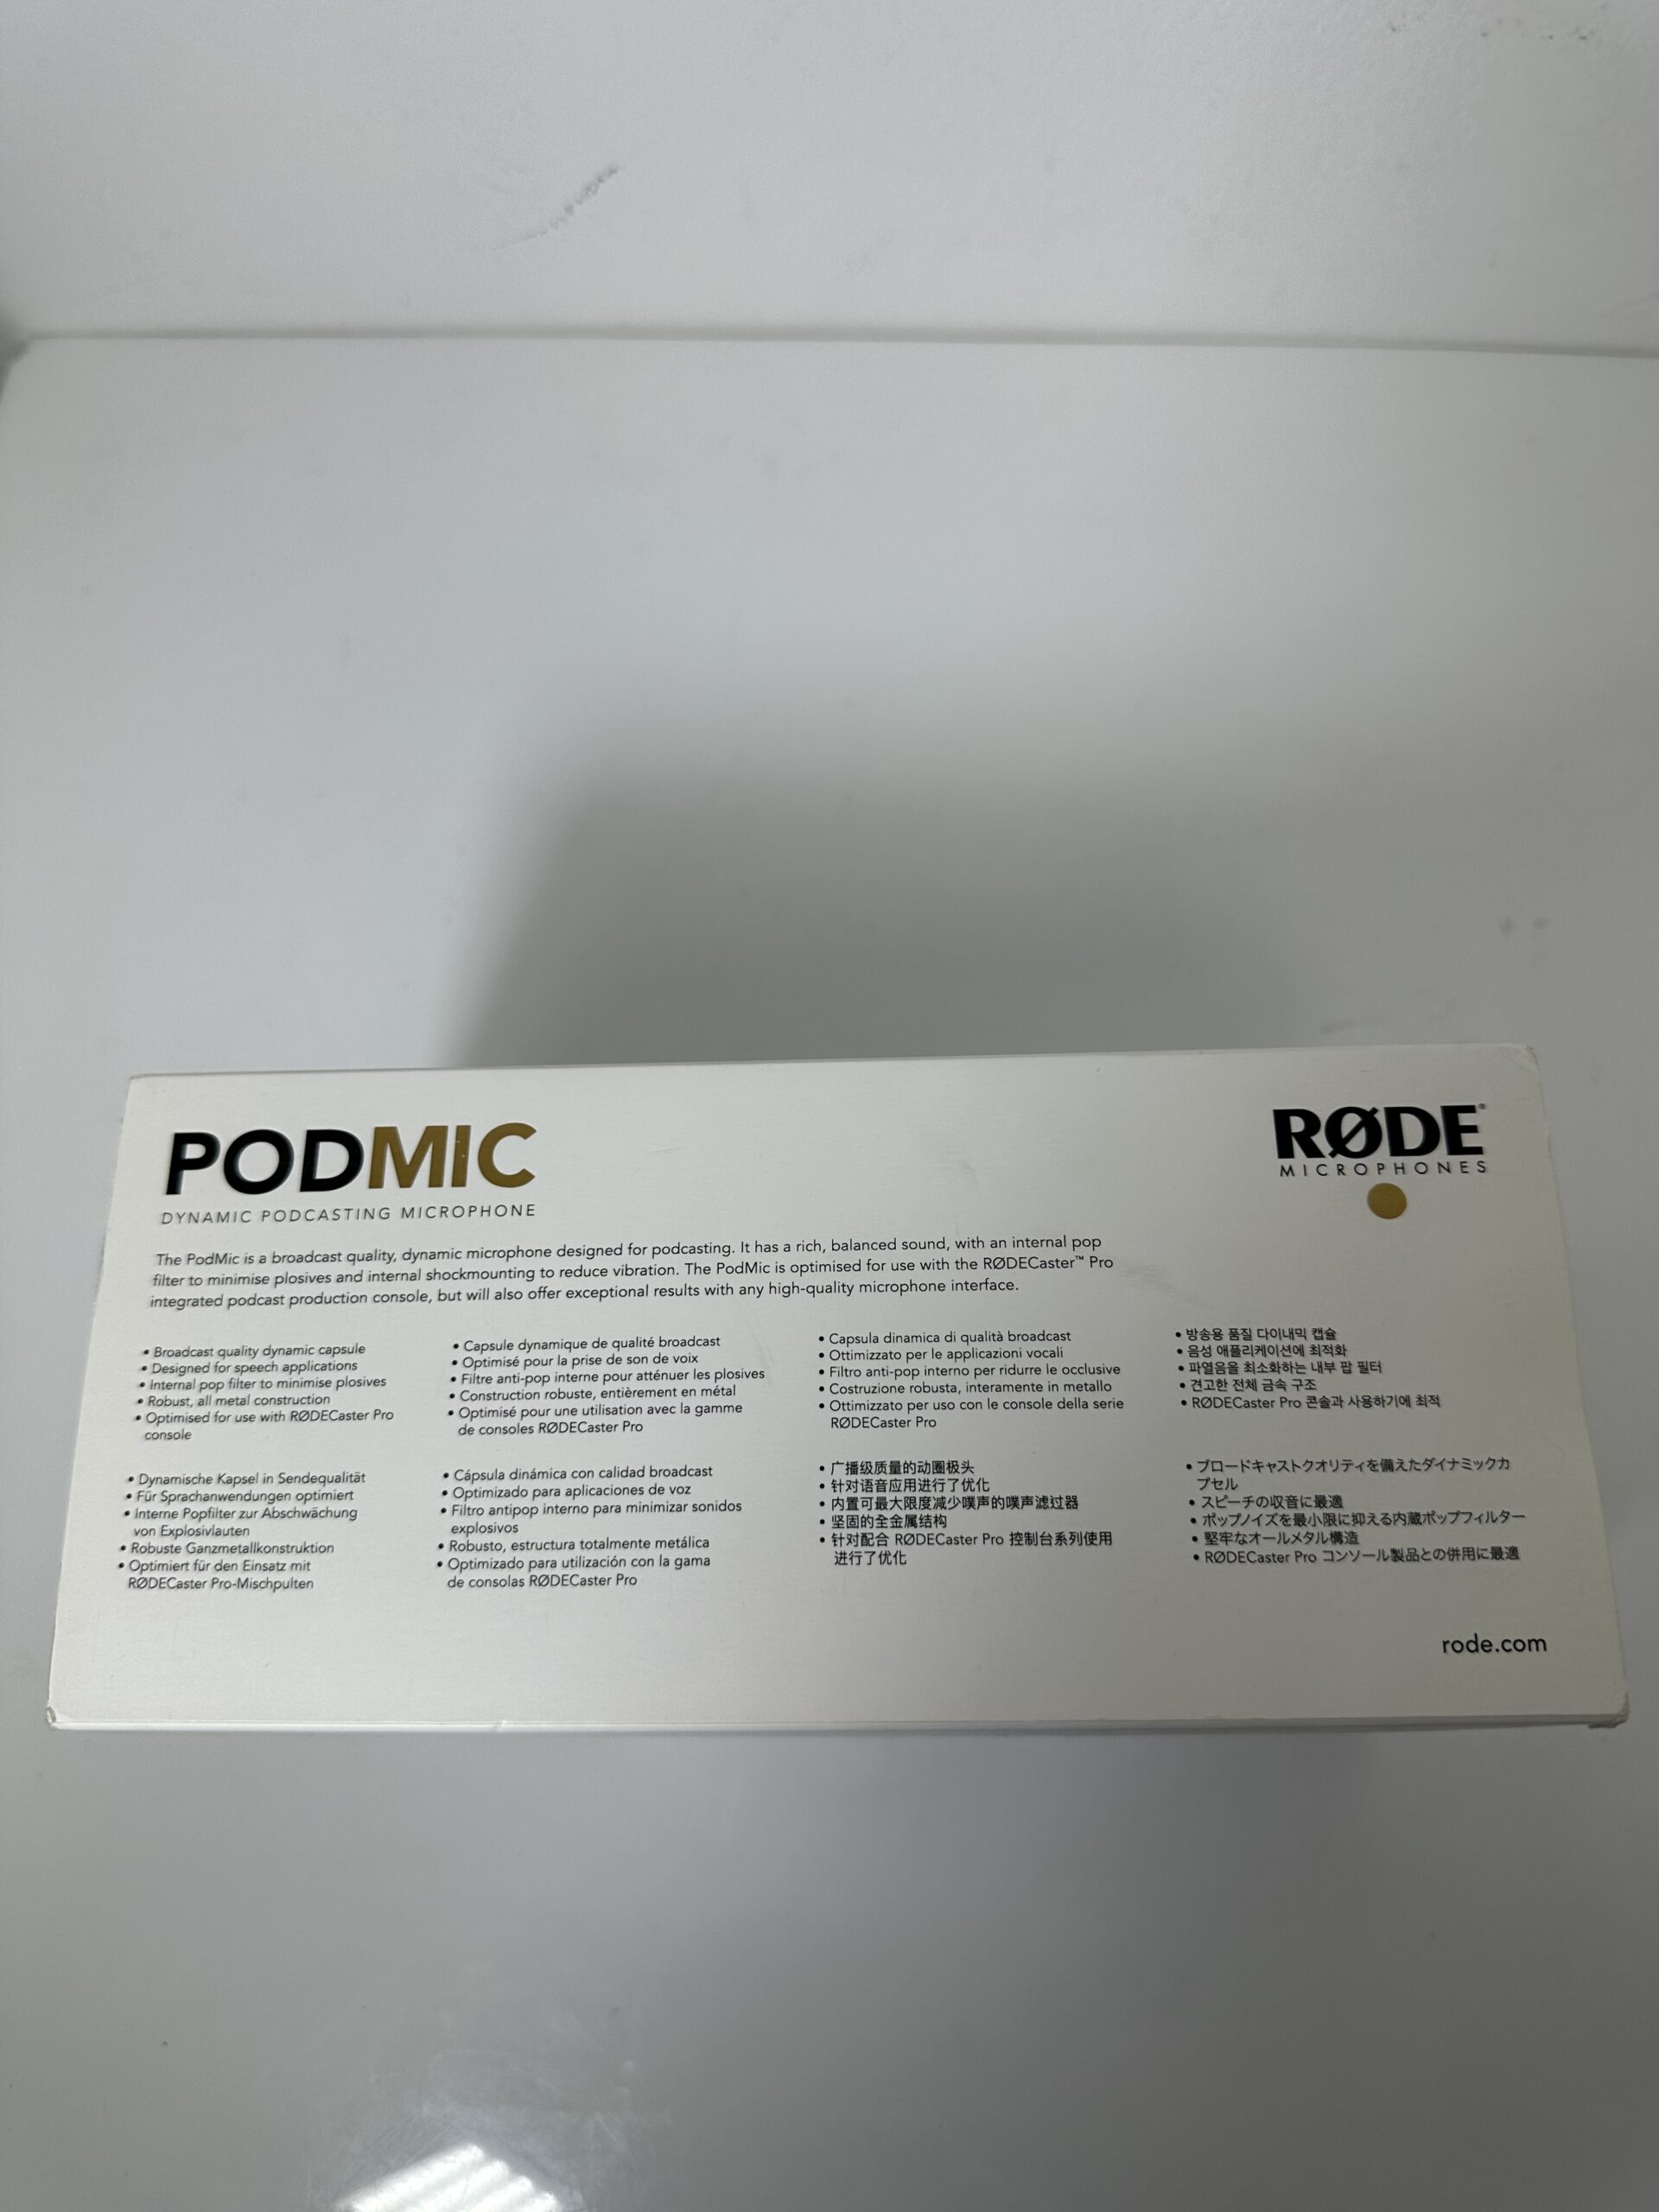 PODMIC
DYNAMIC PODCASTING MICROPHONE
RØDE®
MICROPHONES
The PodMic is a broadcast quality, dynamic microphone designed for podcasting. It has a rich, balanced sound, with an internal pop
filter to minimise plosives and internal shockmounting to reduce vibration. The PodMic is optimised for use with the RØDECaster™ Pro
integrated podcast production console, but will also offer exceptional results with any high-quality microphone interface.
• Broadcast quality dynamic capsule
• Designed for speech applications
• Internal pop filter to minimise plosives
• Robust, all metal construction
• Optimised for use with RØDECaster Pro
console
• Capsule dynamique de qualité broadcast
• Optimisé pour la prise de son de voix
• Filtre anti-pop interne pour atténuer les plosives
• Construction robuste, entièrement en métal
• Optimisé pour une utilisation avec la gamme
de consoles RØDECaster Pro
• Capsula dinamica di qualità broadcast
• Ottimizzato per le applicazioni vocali
• Filtro anti-pop interno per ridurre le occlusive
• Costruzione robusta, interamente in metallo
• Ottimizzato per uso con le console della serie
RØDECaster Pro
• 방송용 품질 다이내믹 캡슐
• 음성 애플리케이션에 최적화
• 파열음을 최소화하는 내부 팝 필터
• 견고한 전체 금속 구조
• RØDECaster Pro 콘솔과 사용하기에 최적
• Dynamische Kapsel in Sendequalität
• Für Sprachanwendungen optimiert
• Interne Popfilter zur Abschwächung
von Explosivlauten
• Robuste Ganzmetallkonstruktion
• Optimiert für den Einsatz mit
RØDECaster Pro-Mischpulten
• Cápsula dinámica con calidad broadcast
• Optimizado para aplicaciones de voz
• Filtro antipop interno para minimizar sonidos
explosivos
• Robusto, estructura totalmente metálica
• Optimizado para utilización con la gama
de consolas RØDECaster Pro
• 广播级质量的动圈极头
• 针对语音应用进行了优化
• 内置可最大限度减少噗声的噗声滤过器
• 坚固的全金属结构
• 针对配合 RØDECaster Pro 控制台系列使用
进行了优化
• ブロードキャストクオリティを備えたダイナミックカ
プセル
• スピーチの収音に最適
• ポップノイズを最小限に抑える内蔵ポップフィルター
• 堅牢なオールメタル構造
• RØDECaster Pro コンソール製品との併用に最適
rode.com